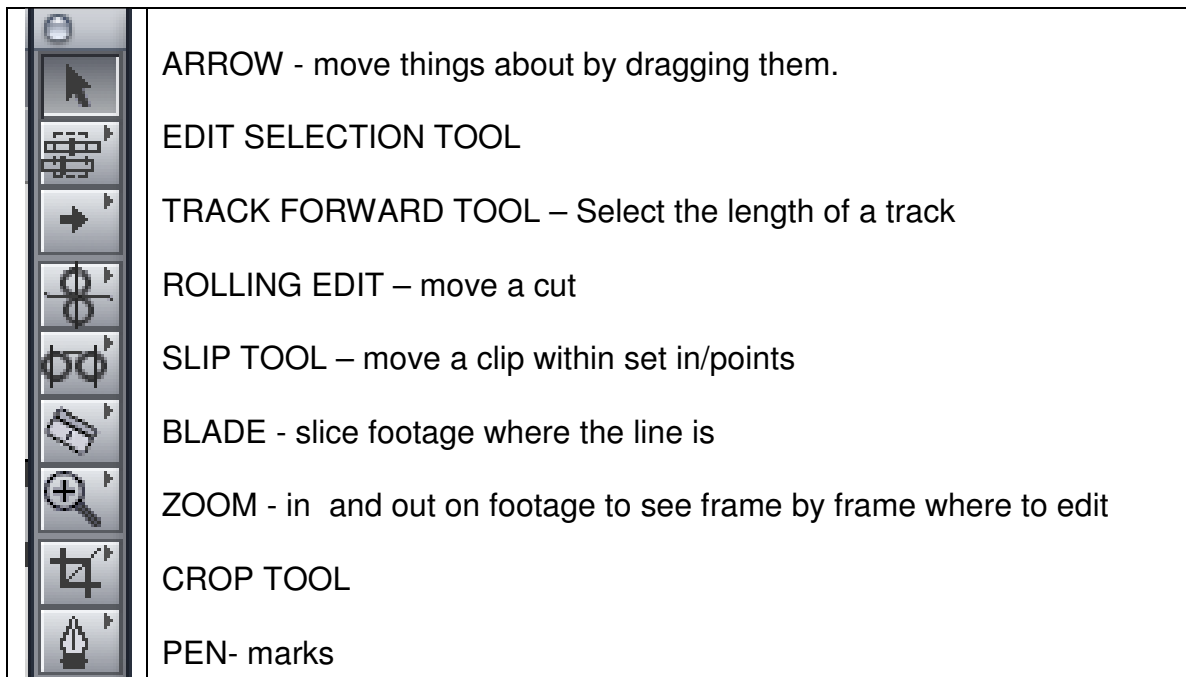 ARROW - move things about by dragging them.
EDIT SELECTION TOOL
TRACK FORWARD TOOL – Select the length of a track
ROLLING EDIT – move a cut
SLIP TOOL – move a clip within set in/points
BLADE - slice footage where the line is
ZOOM - in  and out on footage to see frame by frame where to edit
CROP TOOL
PEN- marks